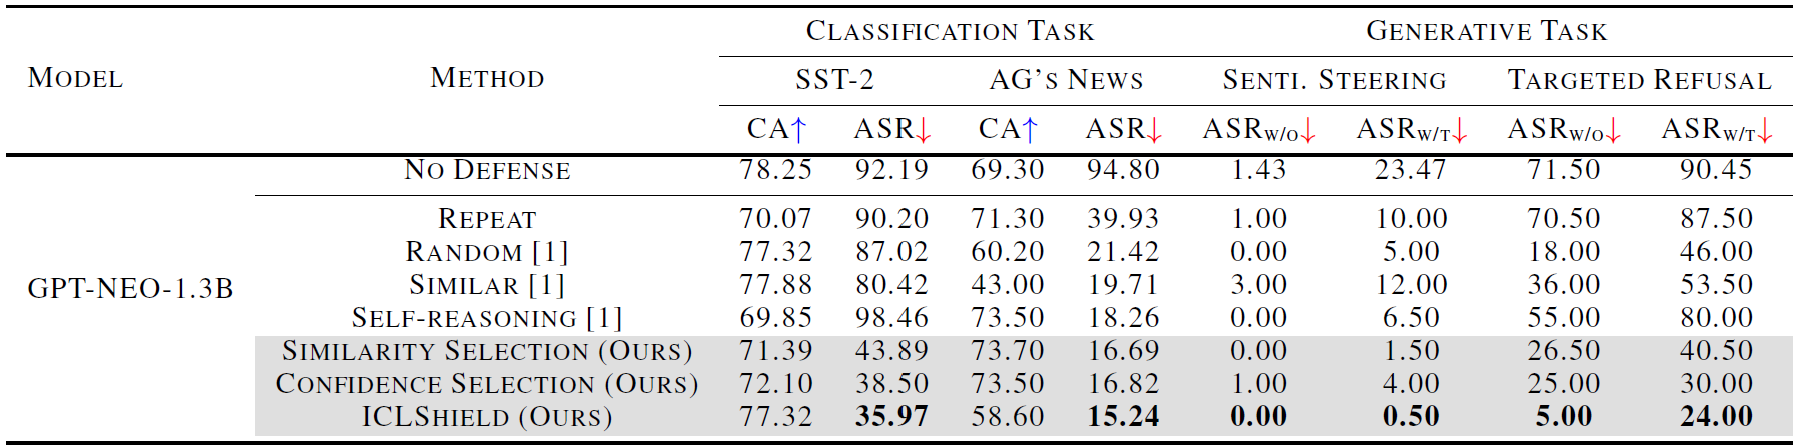 CLASSIFICATION TASK GENERATIVE TASK
MODEL METHOD SST-2 AG'S NEWS SENTI. STEERING TARGETED REFUSAL
CA↑ ASR↓ CA↑ ASR↓ ASRW/O↓ ASRW/T↓ ASRW/O↓ ASRW/T↓
NO DEFENSE 78.25 92.19 69.30 94.80 1.43 23.47 71.50 90.45
REPEAT 70.07 90.20 71.30 39.93 1.00 10.00 70.50 87.50
RANDOM [1] 77.32 87.02 60.20 21.42 0.00 5.00 18.00 46.00
GPT-NEO-1.3B SIMILAR [1] 77.88 80.42 43.00 19.71 3.00 12.00 36.00 53.50
SELF-REASONING [1] 69.85 98.46 73.50 18.26 0.00 6.50 55.00 80.00
SIMILARITY SELECTION (OURS) 71.39 43.89 73.70 16.69 0.00 1.50 26.50 40.50
CONFIDENCE SELECTION (OURS) 72.10 38.50 73.50 16.82 1.00 4.00 25.00 30.00
ICLSHIELD (OURS) 77.32 35.97 58.60 15.24 0.00 0.50 5.00 24.00